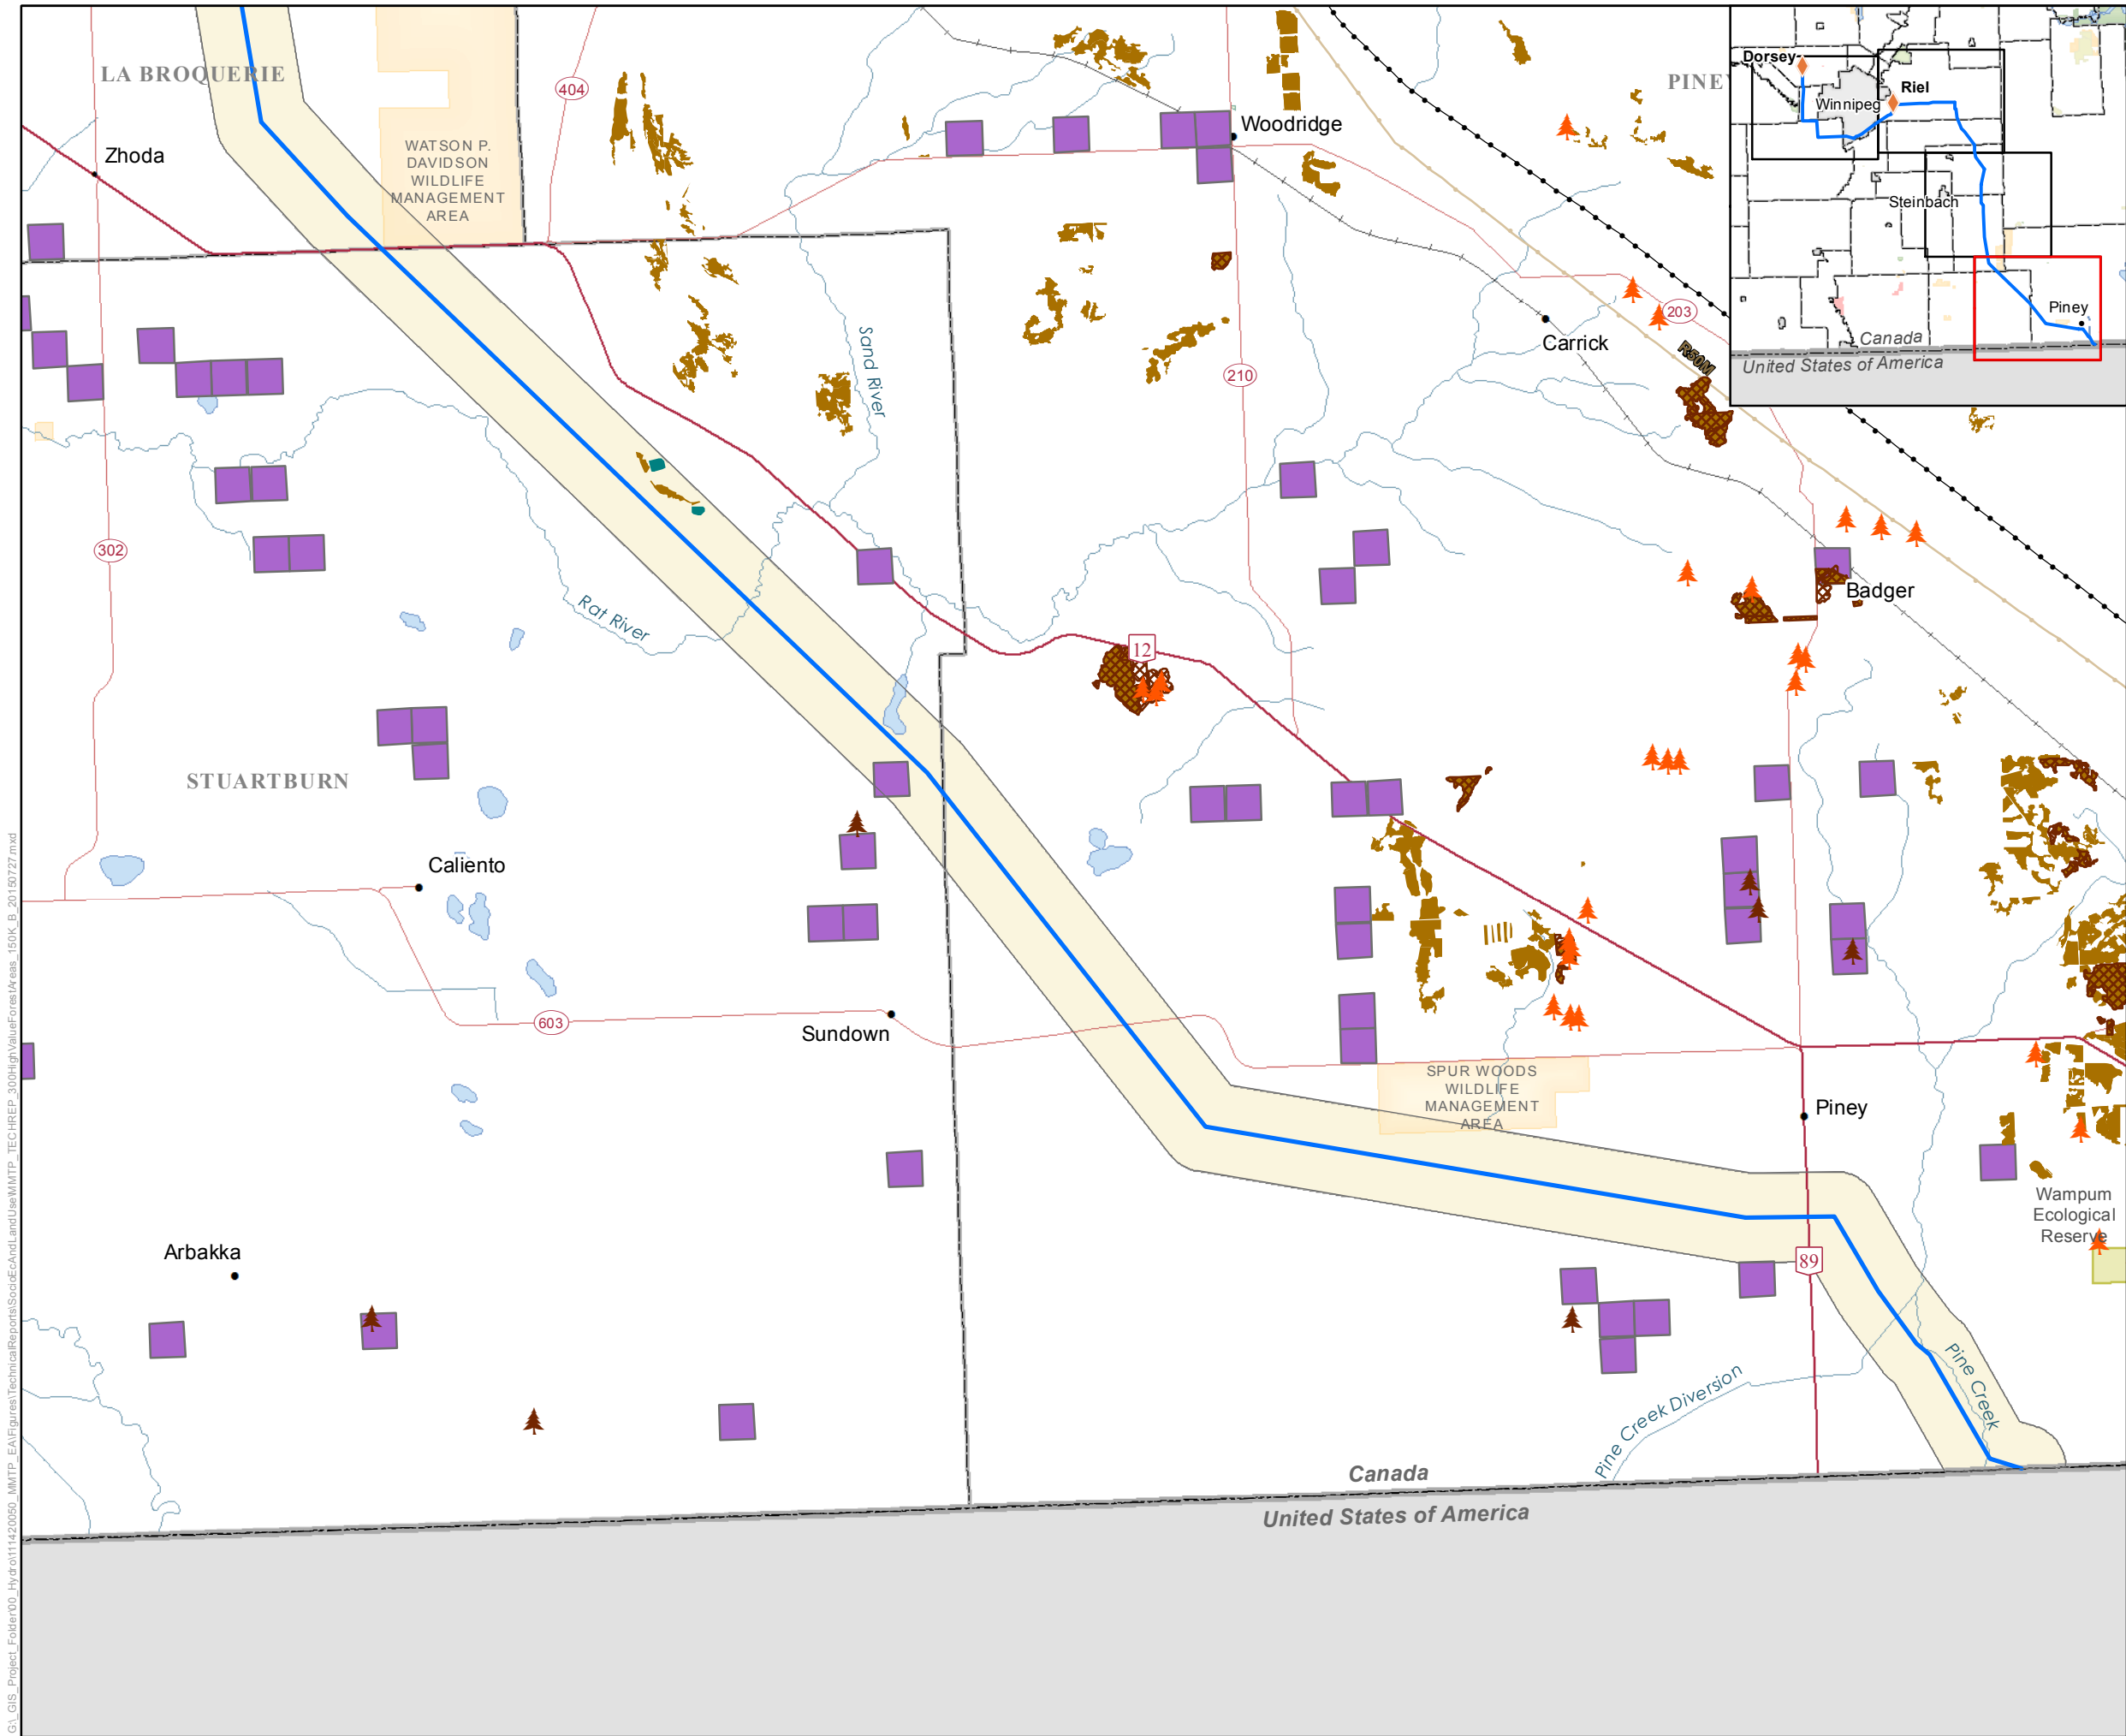 LA BROQUERIE
404
Zhoda
WATSON P.
DAVIDSON
WILDLIFE
MANAGEMENT
AREA
Woodridge
PINEY
Dorsey
Riel
Winnipeg
Steinbach
Piney
Canada
United States of America
203
Carrick
R50M
Sand River
210
302
Rat River
12
Badger
STUARTBURN
Caliento
603
Sundown
SPUR WOODS
WILDLIFE
MANAGEMENT
AREA
Piney
Wampum
Ecological
Reserve
Arbakka
89
Pine Creek
Pine Creek Diversion
Canada
United States of America